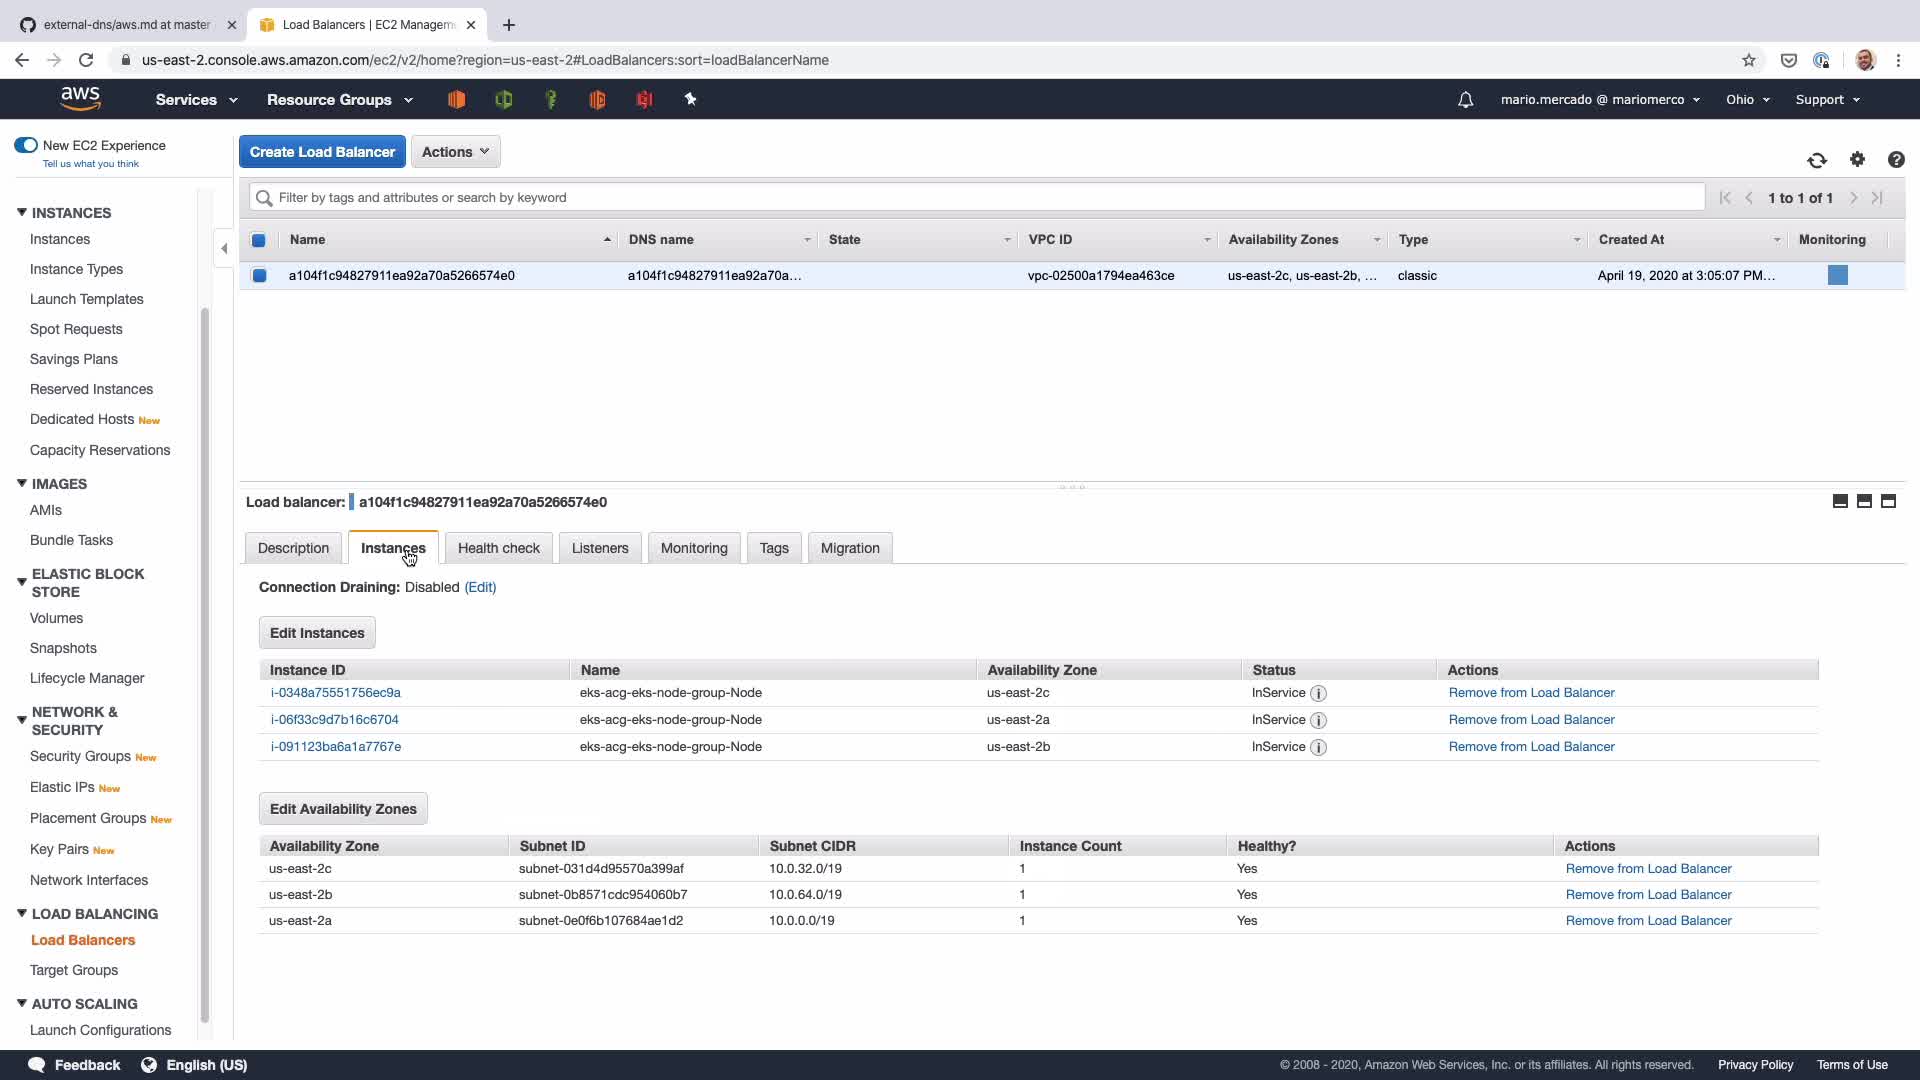 external-dns/aws.md at master
Load Balancers | EC2 Managem
us-east-2.console.aws.amazon.com/ec2/v2/home?region=us-east-2#LoadBalancers:sort=loadBalancerName
aws
Services
Resource Groups
mario.mercado @ mariomerco
Ohio
Support
New EC2 Experience
Tell us what you think
INSTANCES
Instances
Instance Types
Launch Templates
Spot Requests
Savings Plans
Reserved Instances
Dedicated Hosts New
Capacity Reservations
IMAGES
AMIs
Bundle Tasks
ELASTIC BLOCK
STORE
Volumes
Snapshots
Lifecycle Manager
NETWORK &
SECURITY
Security Groups New
Elastic IPs New
Placement Groups New
Key Pairs New
Network Interfaces
LOAD BALANCING
Load Balancers
Target Groups
AUTO SCALING
Launch Configurations
Create Load Balancer
Actions
Filter by tags and attributes or search by keyword
1 to 1 of 1
Name DNS name State VPC ID Availability Zones Type Created At Monitoring
a104f1c94827911ea92a70a5266574e0 a104f1c94827911ea92a70a... vpc-02500a1794ea463ce us-east-2c, us-east-2b, ... classic April 19, 2020 at 3:05:07 PM...
Load balancer: a104f1c94827911ea92a70a5266574e0
Description Instances Health check Listeners Monitoring Tags Migration
Connection Draining: Disabled (Edit)
Edit Instances
Instance ID Name Availability Zone Status Actions
i-0348a75551756ec9a eks-acg-eks-node-group-Node us-east-2c InService i Remove from Load Balancer
i-06f33c9d7b16c6704 eks-acg-eks-node-group-Node us-east-2a InService i Remove from Load Balancer
i-091123ba6a1a7767e eks-acg-eks-node-group-Node us-east-2b InService i Remove from Load Balancer
Edit Availability Zones
Availability Zone Subnet ID Subnet CIDR Instance Count Healthy? Actions
us-east-2c subnet-031d4d95570a399af 10.0.32.0/19 1 Yes Remove from Load Balancer
us-east-2b subnet-0b8571cdc954060b7 10.0.64.0/19 1 Yes Remove from Load Balancer
us-east-2a subnet-0e0f6b107684ae1d2 10.0.0.0/19 1 Yes Remove from Load Balancer
Feedback
English (US)
© 2008 - 2020, Amazon Web Services, Inc. or its affiliates. All rights reserved.
Privacy Policy
Terms of Use